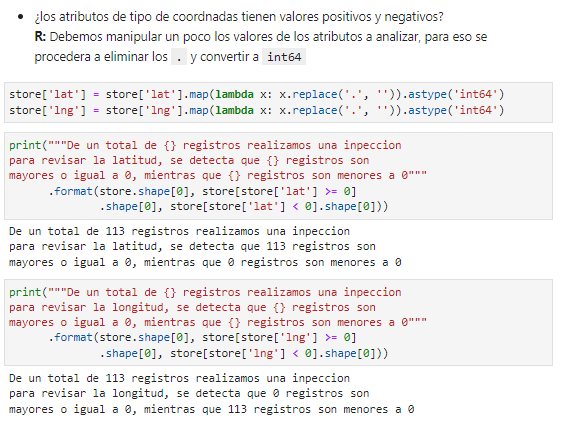 • ¿los atributos de tipo de coordnadas tienen valores positivos y negativos?
R: Debemos manipular un poco los valores de los atributos a analizar, para eso se
procedera a eliminar los . y convertir a int64
store['lat'] = store['lat'].map(lambda x: x.replace('.', '')).astype('int64')
store['lng'] = store['lng'].map(lambda x: x.replace('.', '')).astype('int64')
print("""De un total de {} registros realizamos una inpeccion
para revisar la latitud, se detecta que {} registros son
mayores o igual a 0, mientras que {} registros son menores a 0"""
.format(store.shape[0], store[store['lat'] >= 0]
.shape[0], store[store['lat'] < 0].shape[0]))
De un total de 113 registros realizamos una inpeccion
para revisar la latitud, se detecta que 113 registros son
mayores o igual a 0, mientras que 0 registros son menores a 0
print("""De un total de {} registros realizamos una inpeccion
para revisar la longitud, se detecta que {} registros son
mayores o igual a 0, mientras que {} registros son menores a 0"""
.format(store.shape[0], store[store['lng'] >= 0]
.shape[0], store[store['lng'] < 0].shape[0]))
De un total de 113 registros realizamos una inpeccion
para revisar la longitud, se detecta que 0 registros son
mayores o igual a 0, mientras que 113 registros son menores a 0